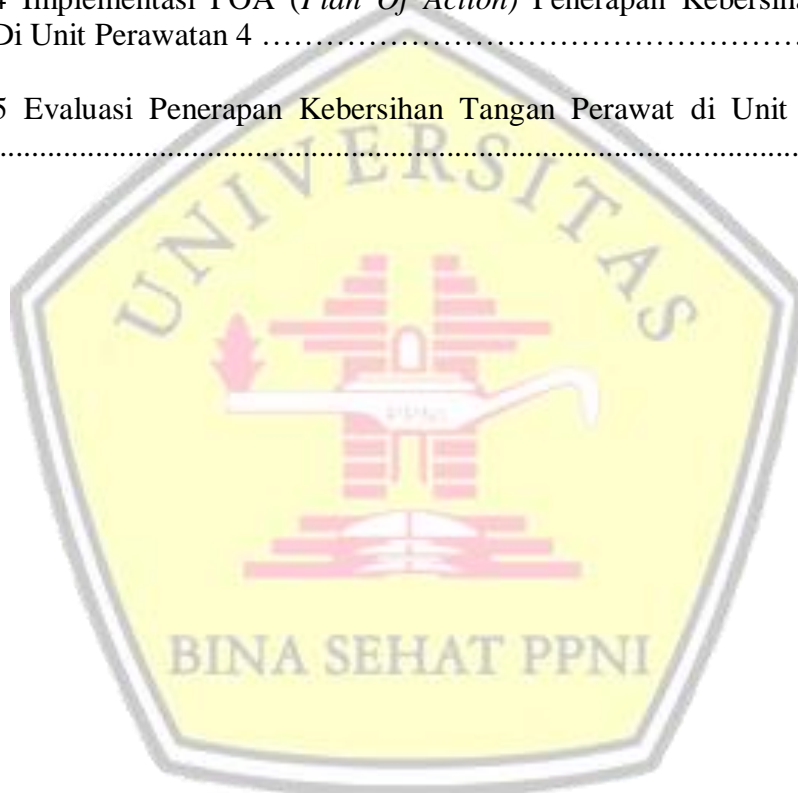 4 Implementasi POA (Plan Of Action) Penerapan Kebersiha
Di Unit Perawatan 4 ……………………………………………
5 Evaluasi Penerapan Kebersihan Tangan Perawat di Unit
....................................................................................................
UNIVERSITAS
BINA SEHAT PPNI